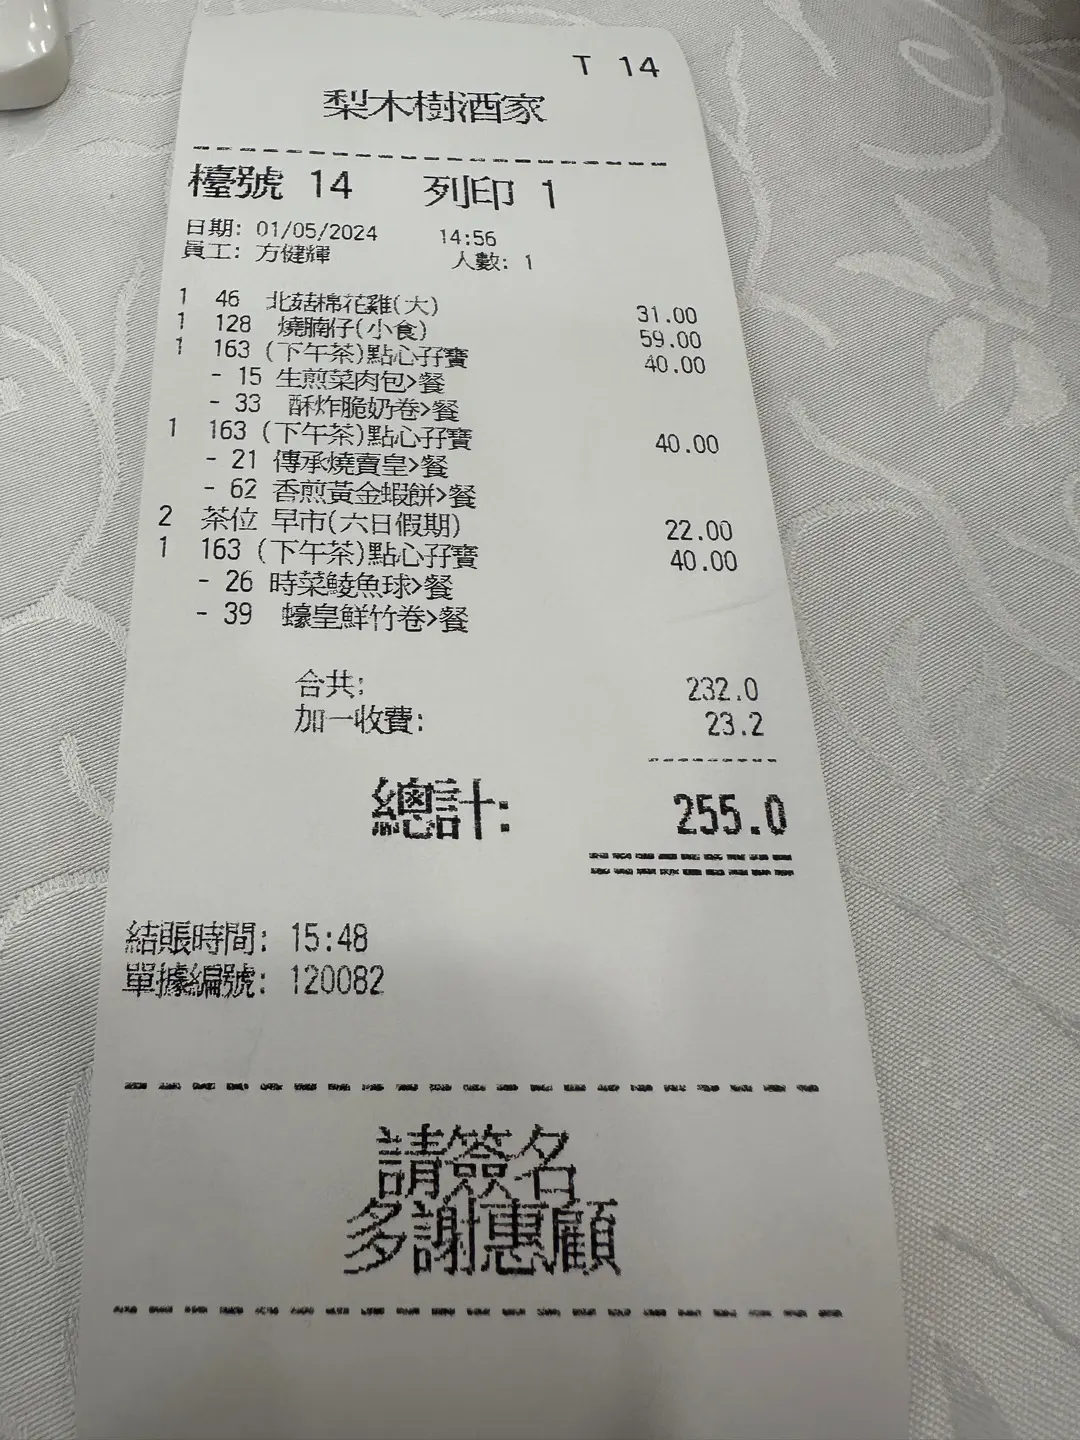 T 14
梨木樹酒家
檯號 14 列印 1
日期: 01/05/2024 14:56
員工: 方健輝 人數: 1
1 46 北菇棉花雞(大) 31.00
1 128 燒腩仔(小食) 59.00
1 163 (下午茶)點心孖寶 40.00
- 15 生煎菜肉包>餐
- 33 酥炸脆奶卷>餐
1 163 (下午茶)點心孖寶 40.00
- 21 傳承燒賣皇>餐
- 62 香煎黃金蝦餅>餐
2 茶位 早市(六日假期) 22.00
1 163 (下午茶)點心孖寶 40.00
- 26 時菜鯪魚球>餐
- 39 蠔皇鮮竹卷>餐
合共: 232.0
加一收費: 23.2
總計: 255.0
結賬時間: 15:48
單據編號: 120082
請簽名
多謝惠顧